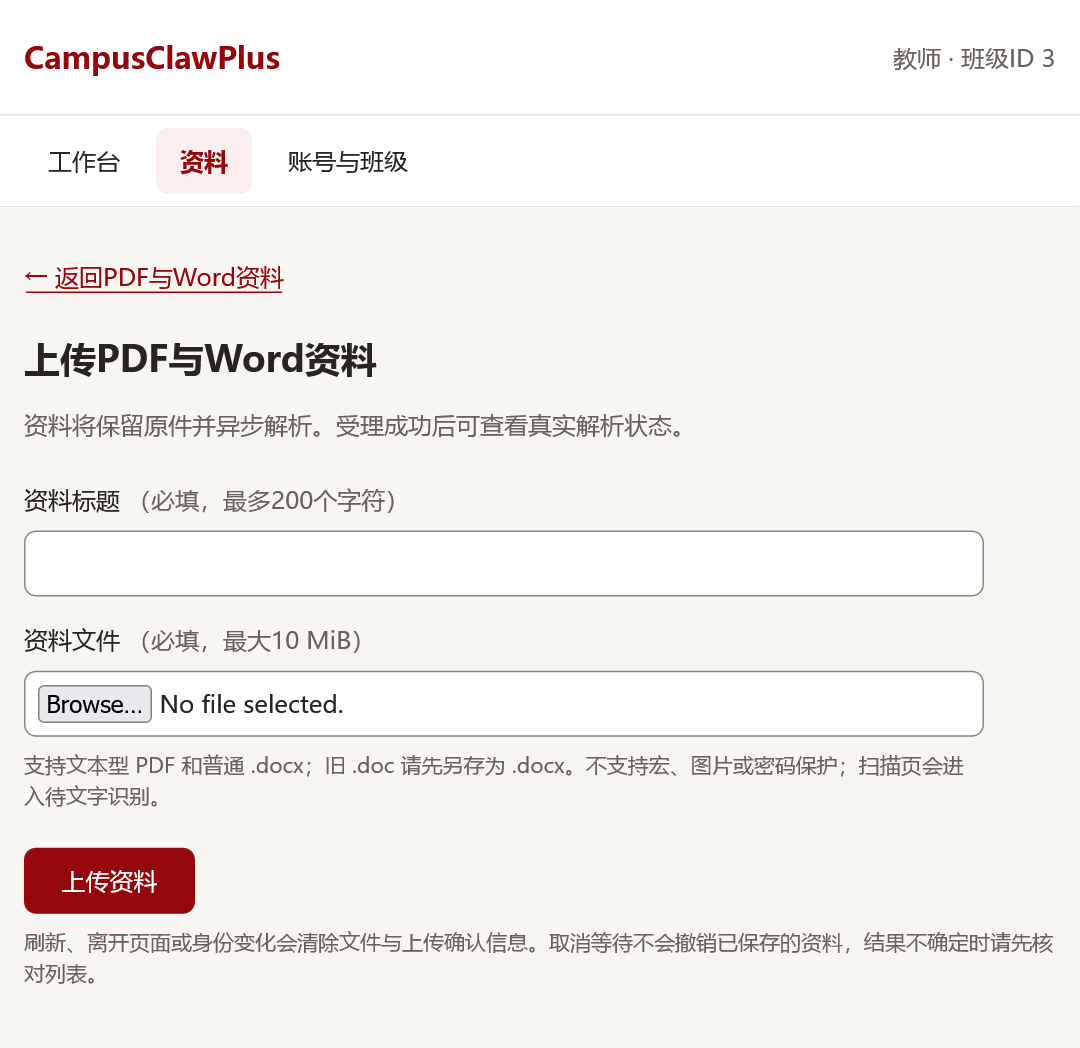 CampusClawPlus
教师 · 班级ID 3
工作台
资料
账号与班级
← 返回PDF与Word资料
上传PDF与Word资料
资料将保留原件并异步解析。受理成功后可查看真实解析状态。
资料标题 （必填，最多200个字符）
资料文件 （必填，最大10 MiB）
Browse... No file selected.
支持文本型 PDF 和普通 .docx；旧 .doc 请先另存为 .docx。不支持宏、图片或密码保护；扫描页会进
入待文字识别。
上传资料
刷新、离开页面或身份变化会清除文件与上传确认信息。取消等待不会撤销已保存的资料，结果不确定时请先核
对列表。